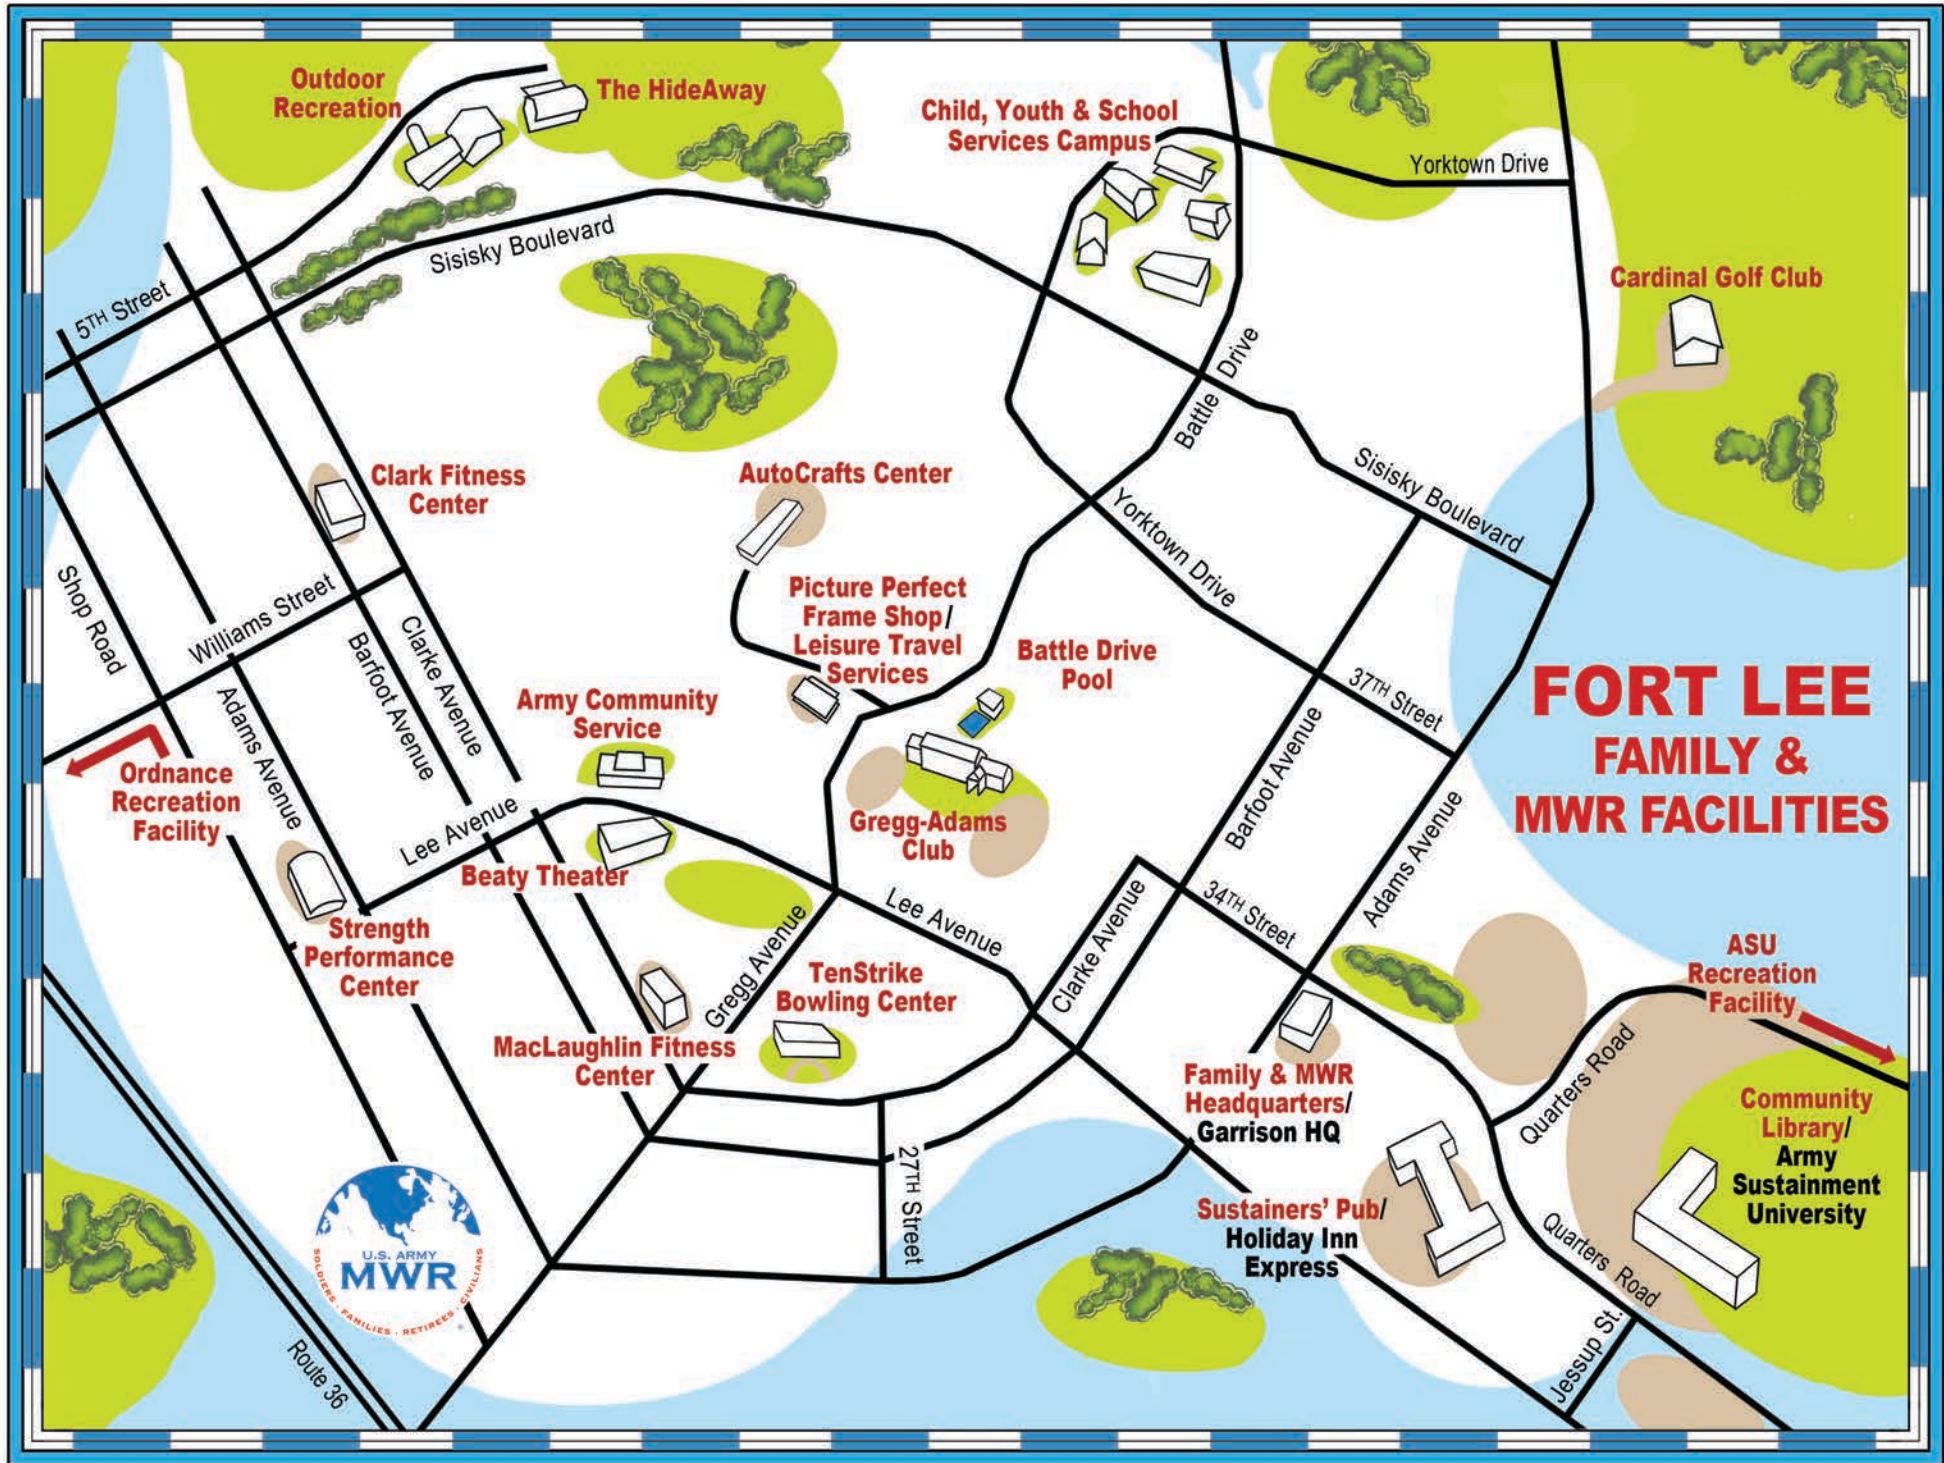 Outdoor
Recreation
The HideAway
Child, Youth & School
Services Campus
Yorktown Drive
Sisisky Boulevard
5TH Street
Cardinal Golf Club
Battle Drive
Clark Fitness
Center
AutoCrafts Center
Sisisky Boulevard
Yorktown Drive
Shop Road
Williams Street
Barfoot Avenue
Clarke Avenue
Picture Perfect
Frame Shop/
Leisure Travel
Services
Battle Drive
Pool
37TH Street
FORT LEE
FAMILY &
MWR FACILITIES
Adams Avenue
Army Community
Service
Ordnance
Recreation
Facility
Lee Avenue
Beaty Theater
Gregg-Adams
Club
Barfoot Avenue
Adams Avenue
Strength
Performance
Center
Gregg Avenue
Lee Avenue
Clarke Avenue
34TH Street
TenStrike
Bowling Center
ASU
Recreation
Facility
MacLaughlin Fitness
Center
Family & MWR
Headquarters/
Garrison HQ
Quarters Road
Community
Library/
Army
Sustainment
University
27TH Street
Sustainers' Pub/
Holiday Inn
Express
Quarters Road
Jessup St.
U.S. ARMY
MWR
SOLDIERS · FAMILIES · RETIREES · CIVILIANS
Route 36